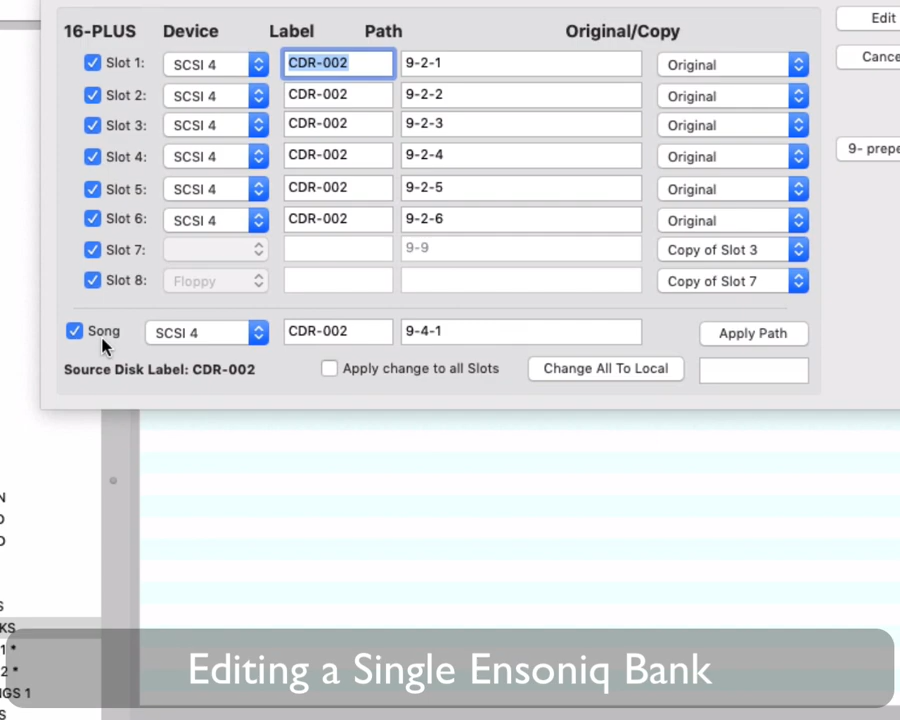 16-PLUS Device Label Path Original/Copy Edit
Slot 1: SCSI 4 CDR-002 9-2-1 Original
Slot 2: SCSI 4 CDR-002 9-2-2 Original
Slot 3: SCSI 4 CDR-002 9-2-3 Original
Slot 4: SCSI 4 CDR-002 9-2-4 Original
Slot 5: SCSI 4 CDR-002 9-2-5 Original
Slot 6: SCSI 4 CDR-002 9-2-6 Original
Slot 7: 9-9 Copy of Slot 3
Slot 8: Floppy Copy of Slot 7
Song SCSI 4 CDR-002 9-4-1 Apply Path
Source Disk Label: CDR-002 Apply change to all Slots Change All To Local
Cance
9- prepe
N
D
D
S
KS
1 *
2 *
GS 1
S
Editing a Single Ensoniq Bank